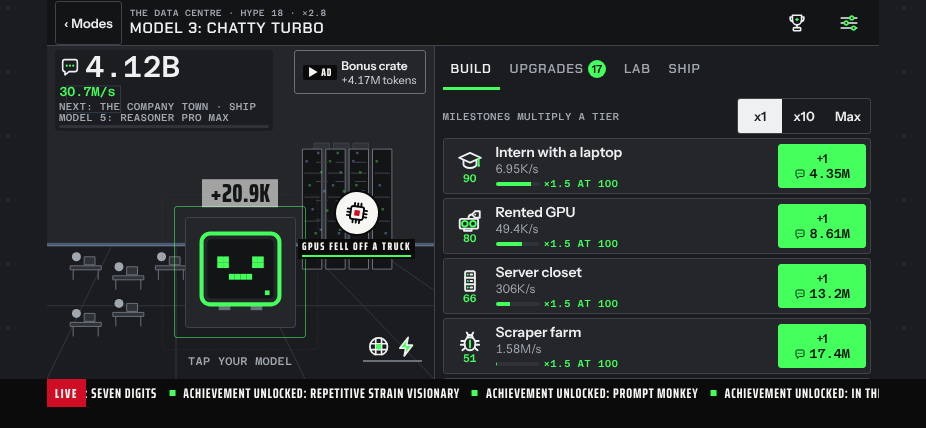 ‹ Modes
THE DATA CENTRE · HYPE 18 · ×2.8
MODEL 3: CHATTY TURBO
4.12B
30.7M/s
NEXT: THE COMPANY TOWN · SHIP
MODEL 5: REASONER PRO MAX
AD
Bonus crate
+4.17M tokens
+20.9K
GPUS FELL OFF A TRUCK
TAP YOUR MODEL
BUILD
UPGRADES 17
LAB
SHIP
MILESTONES MULTIPLY A TIER
x1
x10
Max
Intern with a laptop
6.95K/s
90
×1.5 AT 100
+1
4.35M
Rented GPU
49.4K/s
80
×1.5 AT 100
+1
8.61M
Server closet
306K/s
66
×1.5 AT 100
+1
13.2M
Scraper farm
1.58M/s
51
×1.5 AT 100
+1
17.4M
LIVE
: SEVEN DIGITS ■ ACHIEVEMENT UNLOCKED: REPETITIVE STRAIN VISIONARY ■ ACHIEVEMENT UNLOCKED: PROMPT MONKEY ■ ACHIEVEMENT UNLOCKED: IN